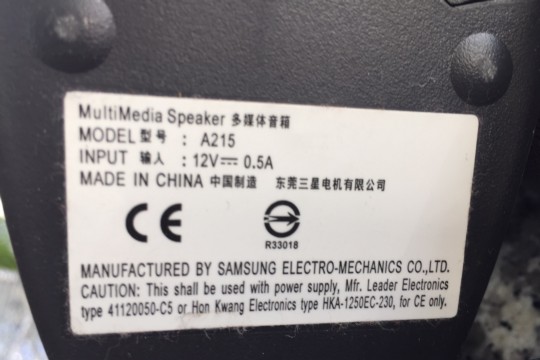 MultiMedia Speaker 多媒体音箱
MODEL 型号 : A215
INPUT 输入 : 12V⎓ 0.5A
MADE IN CHINA 中国制造 东莞三星电机有限公司
CE
R33018
MANUFACTURED BY SAMSUNG ELECTRO-MECHANICS CO.,LTD.
CAUTION: This shall be used with power supply, Mfr. Leader Electronics
type 41120050-C5 or Hon Kwang Electronics type HKA-1250EC-230, for CE only.